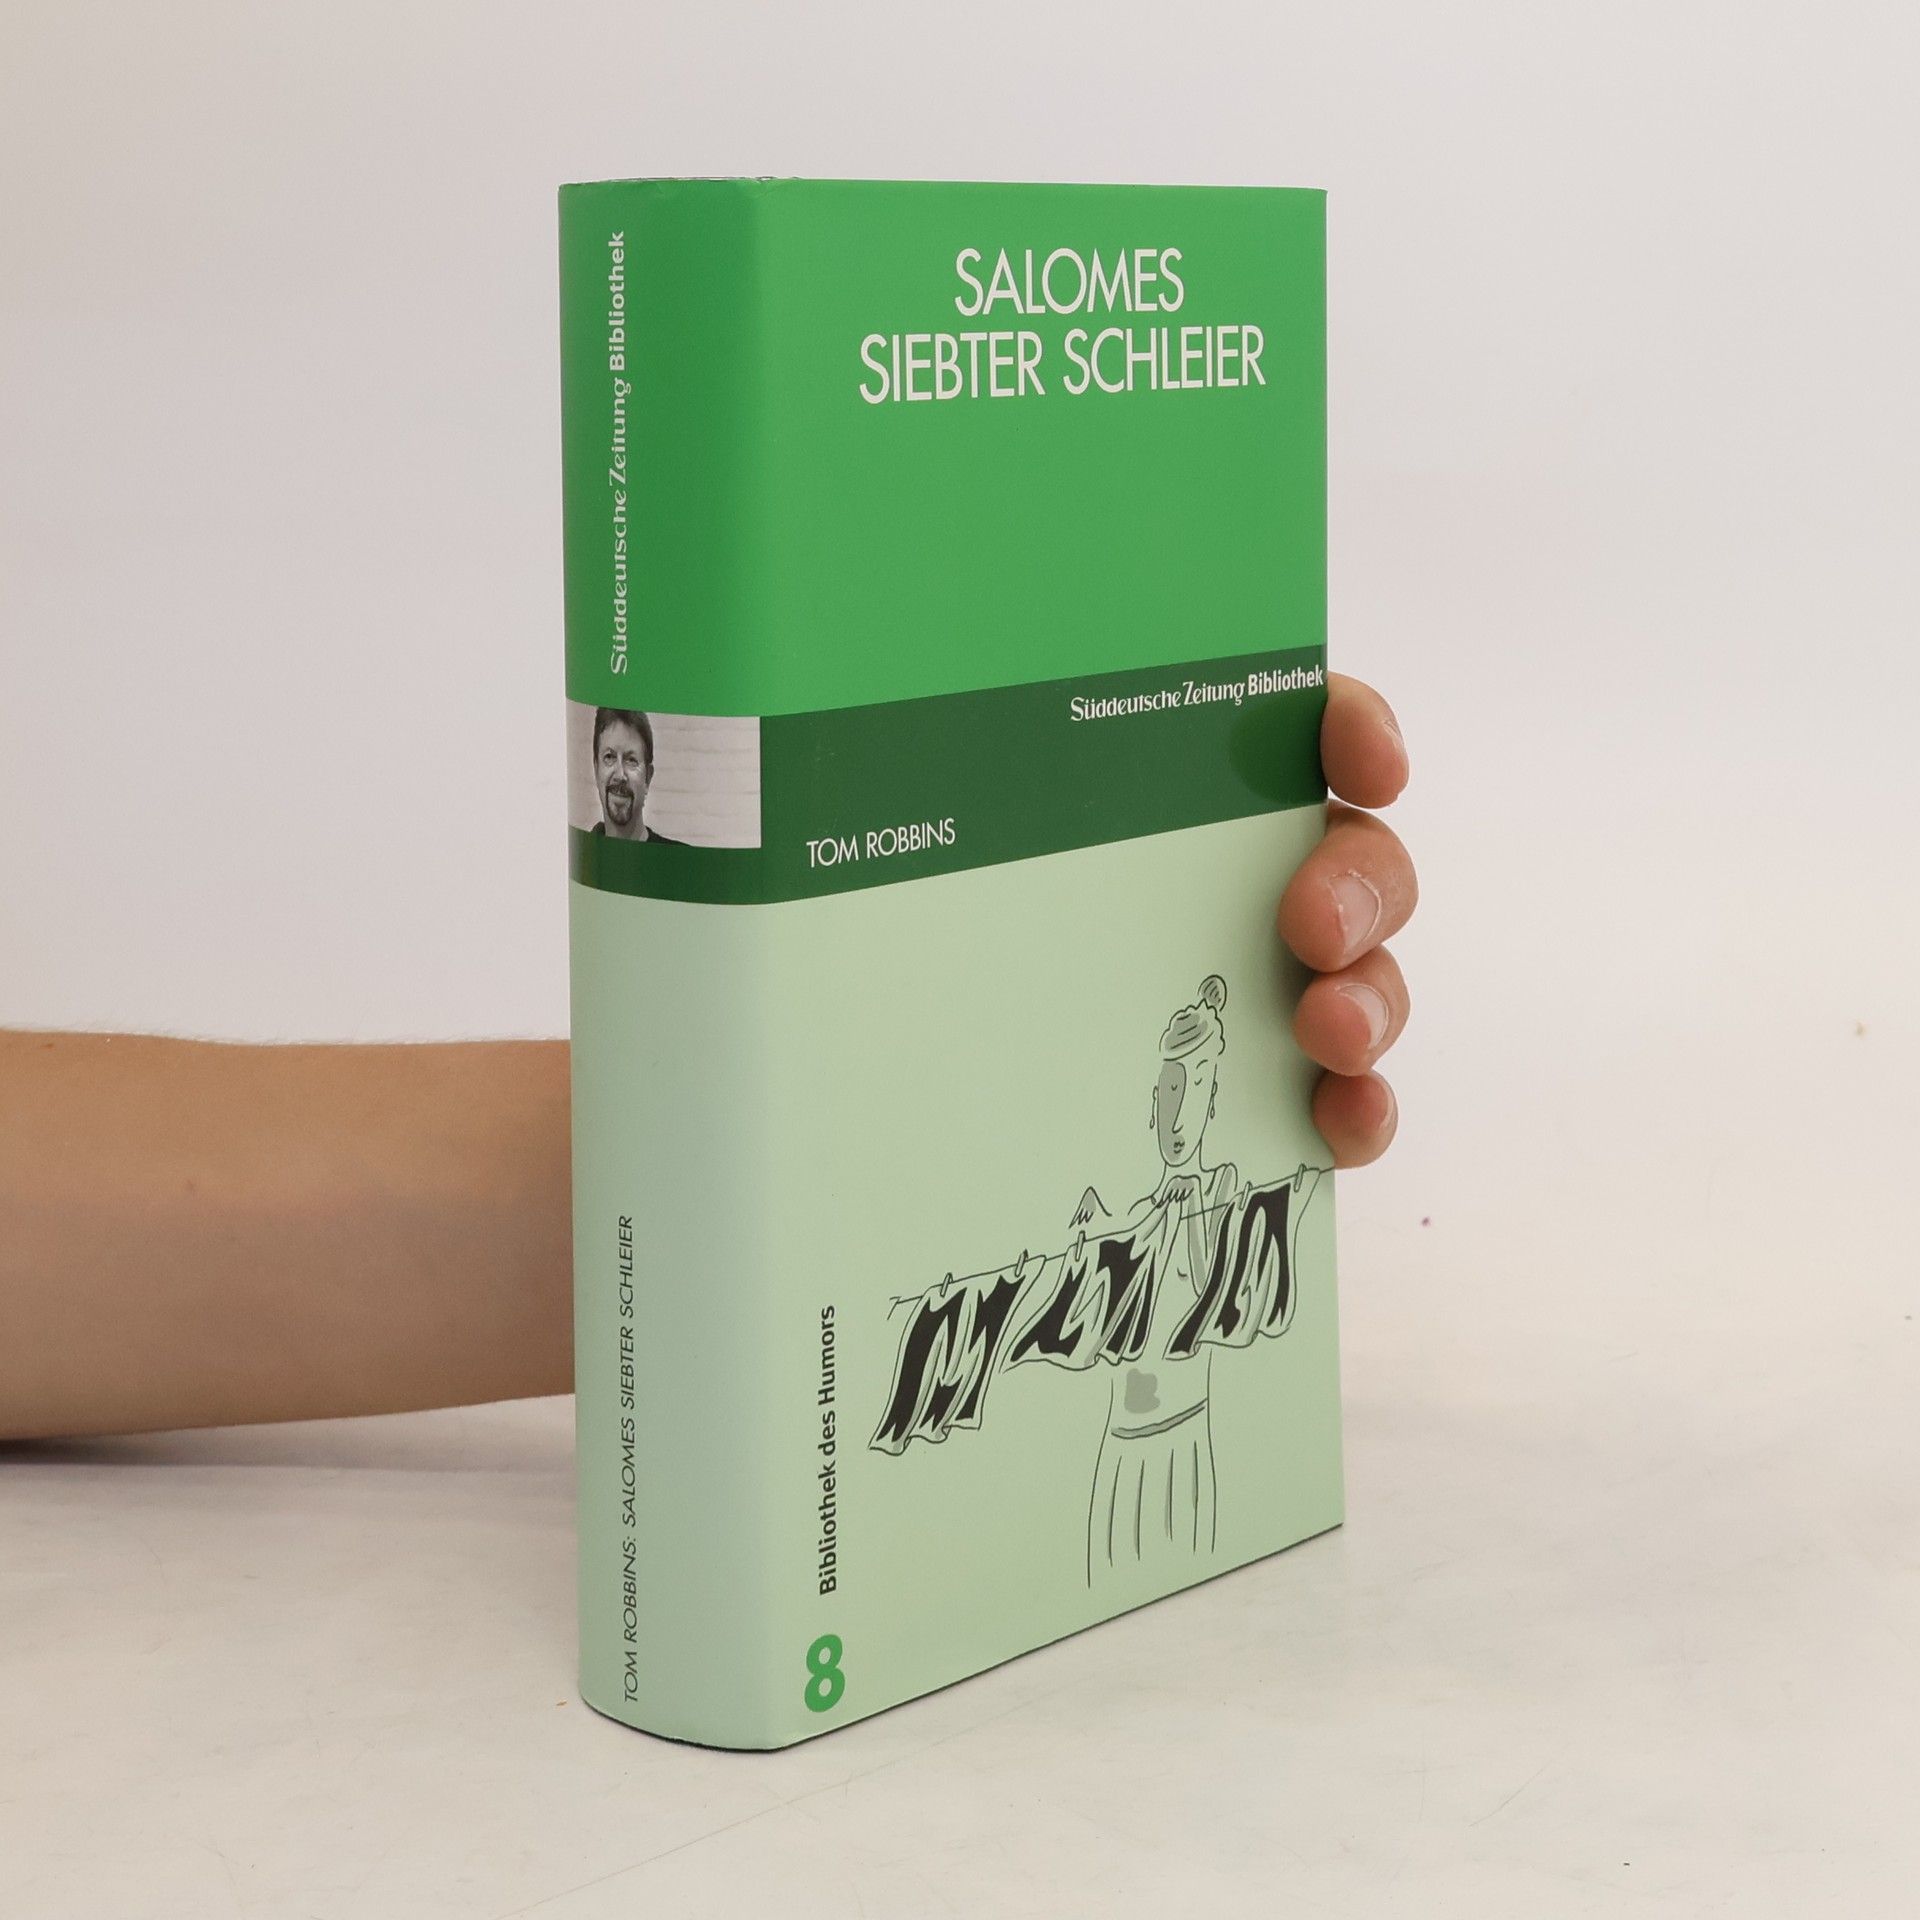 SALOMES
SIEBTER SCHLEIER
Süddeutsche Zeitung Bibliothek
TOM ROBBINS
Bibliothek des Humors
8
Süddeutsche Zeitung Bibliothek
TOM ROBBINS: SALOMES SIEBTER SCHLEIER